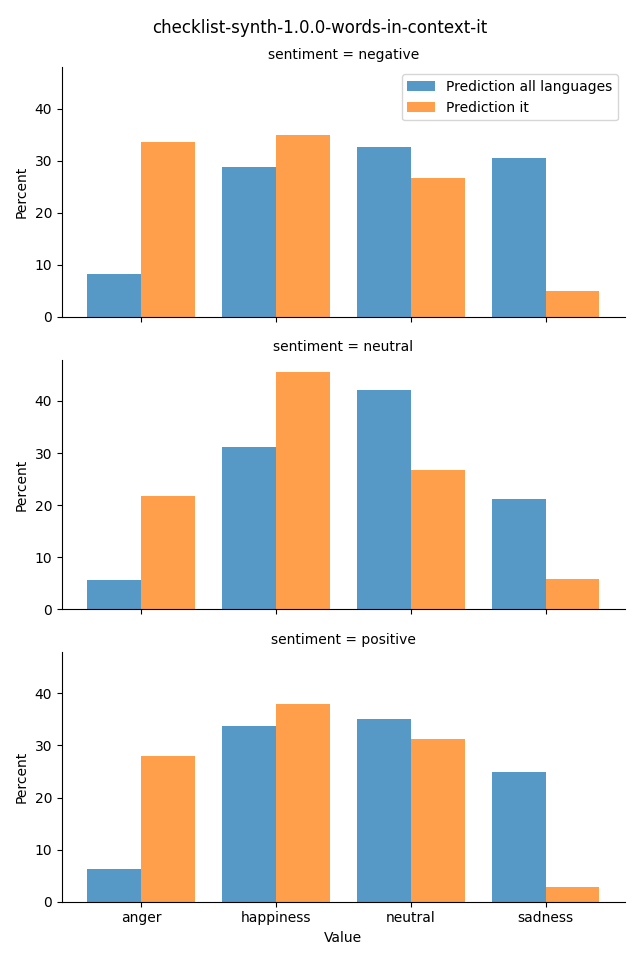 checklist-synth-1.0.0-words-in-context-it
sentiment = negative
Prediction all languages
Prediction it
40
30
20
10
0
Percent
sentiment = neutral
40
30
20
10
0
Percent
sentiment = positive
40
30
20
10
0
Percent
anger happiness neutral sadness
Value